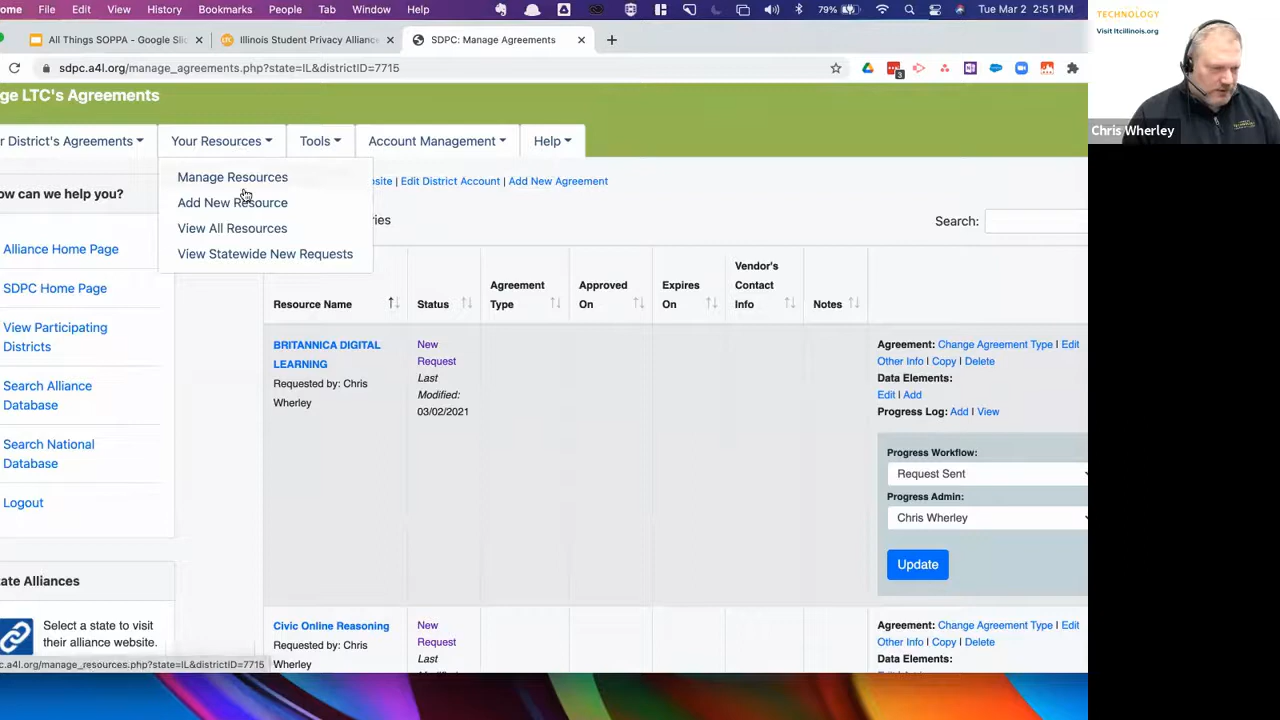 Chrome File Edit View History Bookmarks People Tab Window Help 79% Tue Mar 2 2:51 PM
All Things SOPPA - Google Slid
Illinois Student Privacy Alliance
SDPC: Manage Agreements
sdpc.a4l.org/manage_agreements.php?state=IL&districtID=7715
3
ge LTC's Agreements
r District's Agreements
Your Resources
Tools
Account Management
Help
Manage Resources
Add New Resource
View All Resources
View Statewide New Requests
site | Edit District Account | Add New Agreement
ries
Search:
ow can we help you?
Alliance Home Page
SDPC Home Page
View Participating
Districts
Search Alliance
Database
Search National
Database
Logout
ate Alliances
Select a state to visit
their alliance website.
Resource Name
Status
Agreement
Type
Approved
On
Expires
On
Vendor's
Contact
Info
Notes
BRITANNICA DIGITAL
LEARNING
Requested by: Chris
Wherley
New
Request
Last
Modified:
03/02/2021
Agreement: Change Agreement Type | Edit
Other Info | Copy | Delete
Data Elements:
Edit | Add
Progress Log: Add | View
Progress Workflow:
Request Sent
Progress Admin:
Chris Wherley
Update
Civic Online Reasoning
Requested by: Chris
Wherley
New
Request
Last
Agreement: Change Agreement Type | Edit
Other Info | Copy | Delete
Data Elements:
c.a4l.org/manage_resources.php?state=IL&districtID=7715
TECHNOLOGY
Visit ltcillinois.org
Chris Wherley